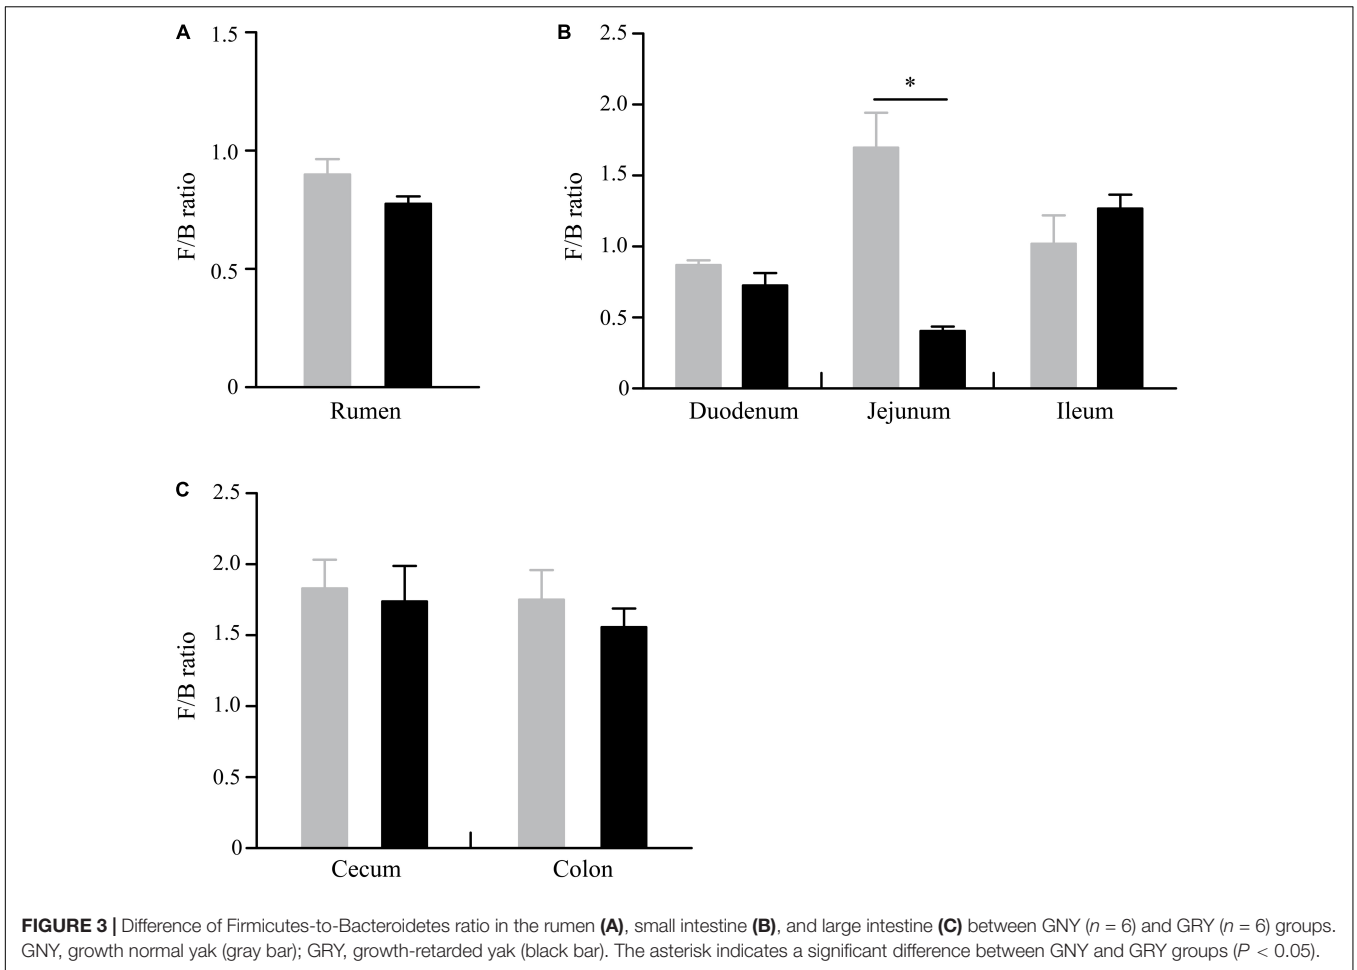 A
1.5
1.0
0.5
0
F/B ratio
Rumen
B
2.5
2.0
1.5
1.0
0.5
0
F/B ratio
*
Duodenum Jejunum Ileum
C
2.5
2.0
1.5
1.0
0.5
0
F/B ratio
Cecum Colon
FIGURE 3 | Difference of Firmicutes-to-Bacteroidetes ratio in the rumen (A), small intestine (B), and large intestine (C) between GNY (n = 6) and GRY (n = 6) groups.
GNY, growth normal yak (gray bar); GRY, growth-retarded yak (black bar). The asterisk indicates a significant difference between GNY and GRY groups (P < 0.05).